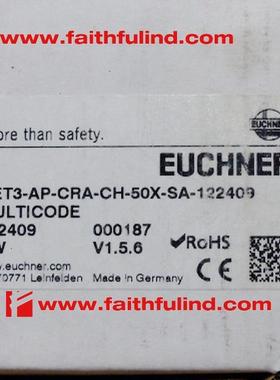 www.faithfulind.com
ore than safety.
EUCHNER
ET3-AP-CRA-CH-50X-SA-122409
ULTICODE
2409 000187
W V1.5.6 ✓RoHS CE
w.euchner.com
70771 Leinfelden Made in Germany
www.faithfulind.com